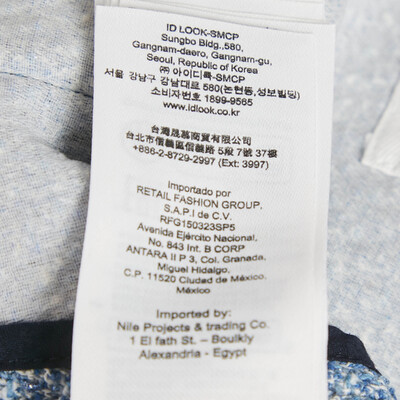 ID LOOK-SMCP
Sungbo Bldg.,580,
Gangnam-daero, Gangnam-gu,
Seoul, Republic of Korea
㈜ 아이디룩-SMCP
서울 강남구 강남대로 580(논현동,성보빌딩)
소비자번호 1899-9565
www.idlook.co.kr
台灣晟慕商貿有限公司
台北市信義區信義路 5段 7號 37樓
+886-2-8729-2997 (Ext: 3997)
Importado por
RETAIL FASHION GROUP.
S.A.P.I de C.V.
RFG150323SP5
Avenida Ejército Nacional,
No. 843 Int. B CORP
ANTARA II P 3, Col. Granada,
Miguel Hidalgo,
C.P. 11520 Ciudad de México.
México
Imported by:
Nile Projects & trading Co.
1 El fath St. – Boulkly
Alexandria - Egypt